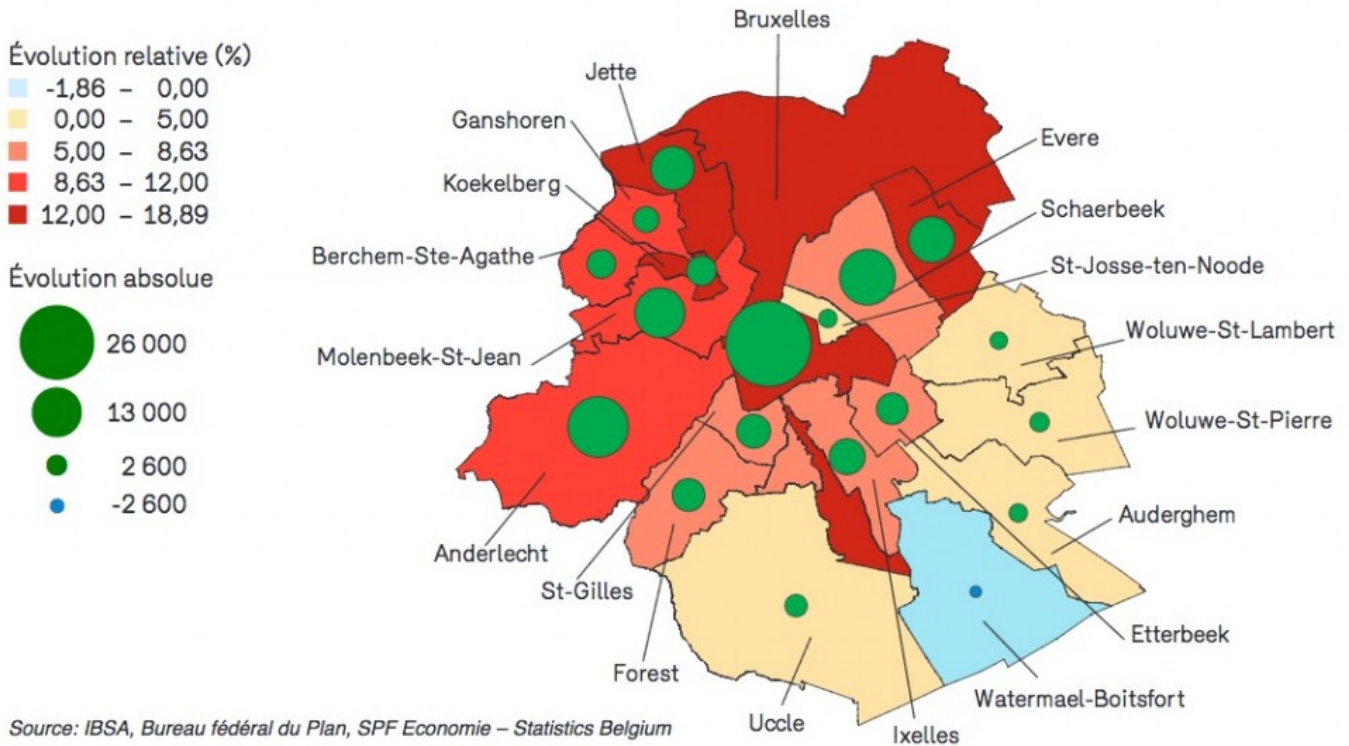 Évolution relative (%)
-1,86 – 0,00
0,00 – 5,00
5,00 – 8,63
8,63 – 12,00
12,00 – 18,89
Évolution absolue
26 000
13 000
2 600
-2 600
Bruxelles
Jette
Ganshoren
Koekelberg
Berchem-Ste-Agathe
Molenbeek-St-Jean
Anderlecht
St-Gilles
Forest
Uccle
Ixelles
Watermael-Boitsfort
Etterbeek
Auderghem
Woluwe-St-Pierre
Woluwe-St-Lambert
St-Josse-ten-Noode
Schaerbeek
Evere
Source: IBSA, Bureau fédéral du Plan, SPF Economie – Statistics Belgium